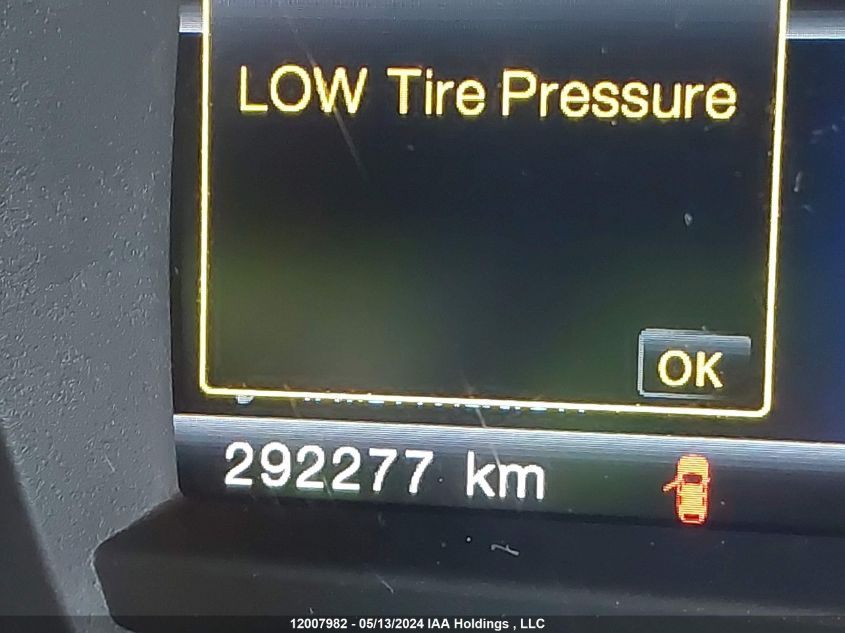 LOW Tire Pressure
OK
292277 km
12007982 - 05/13/2024 IAA Holdings , LLC